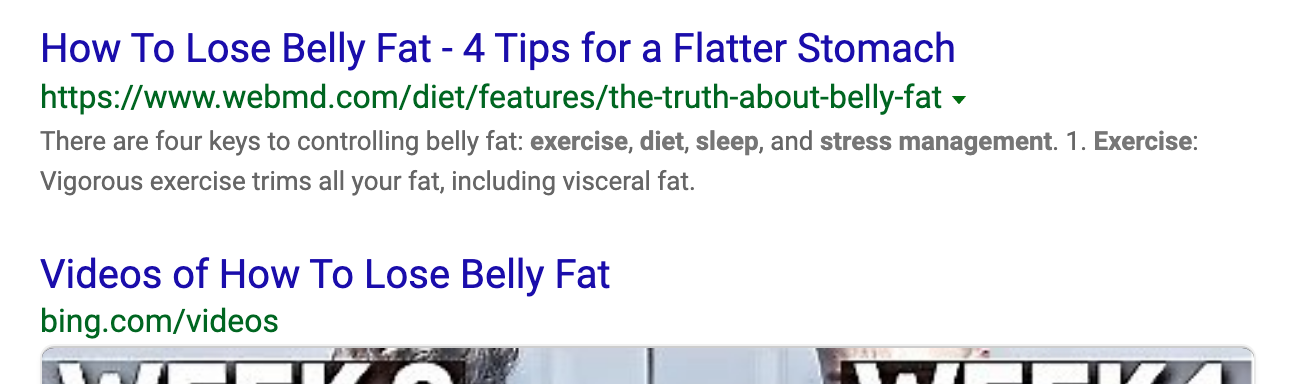 How To Lose Belly Fat - 4 Tips for a Flatter Stomach
https://www.webmd.com/diet/features/the-truth-about-belly-fat
There are four keys to controlling belly fat: exercise, diet, sleep, and stress management. 1. Exercise:
Vigorous exercise trims all your fat, including visceral fat.
Videos of How To Lose Belly Fat
bing.com/videos
WEEK WEEK